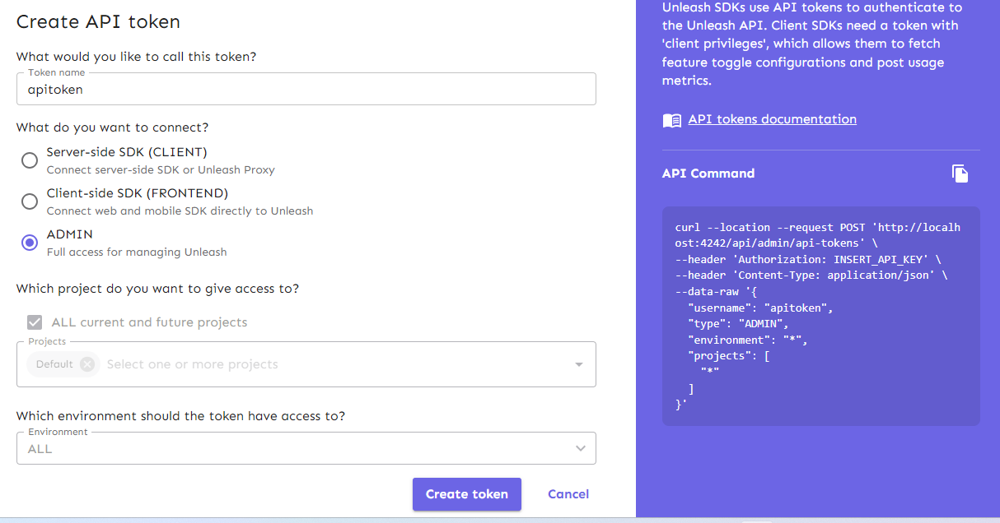 Create API token
What would you like to call this token?
Token name
apitoken
What do you want to connect?
Server-side SDK (CLIENT)
Connect server-side SDK or Unleash Proxy
Client-side SDK (FRONTEND)
Connect web and mobile SDK directly to Unleash
ADMIN
Full access for managing Unleash
Which project do you want to give access to?
ALL current and future projects
Projects
Default Select one or more projects
Which environment should the token have access to?
Environment
ALL
Create token Cancel
Unleash SDKs use API tokens to authenticate to
the Unleash API. Client SDKs need a token with
'client privileges', which allows them to fetch
feature toggle configurations and post usage
metrics.
API tokens documentation
API Command
curl --location --request POST 'http://localh
ost:4242/api/admin/api-tokens' \
--header 'Authorization: INSERT_API_KEY' \
--header 'Content-Type: application/json' \
--data-raw '{
  "username": "apitoken",
  "type": "ADMIN",
  "environment": "*",
  "projects": [
    "*"
  ]
}'